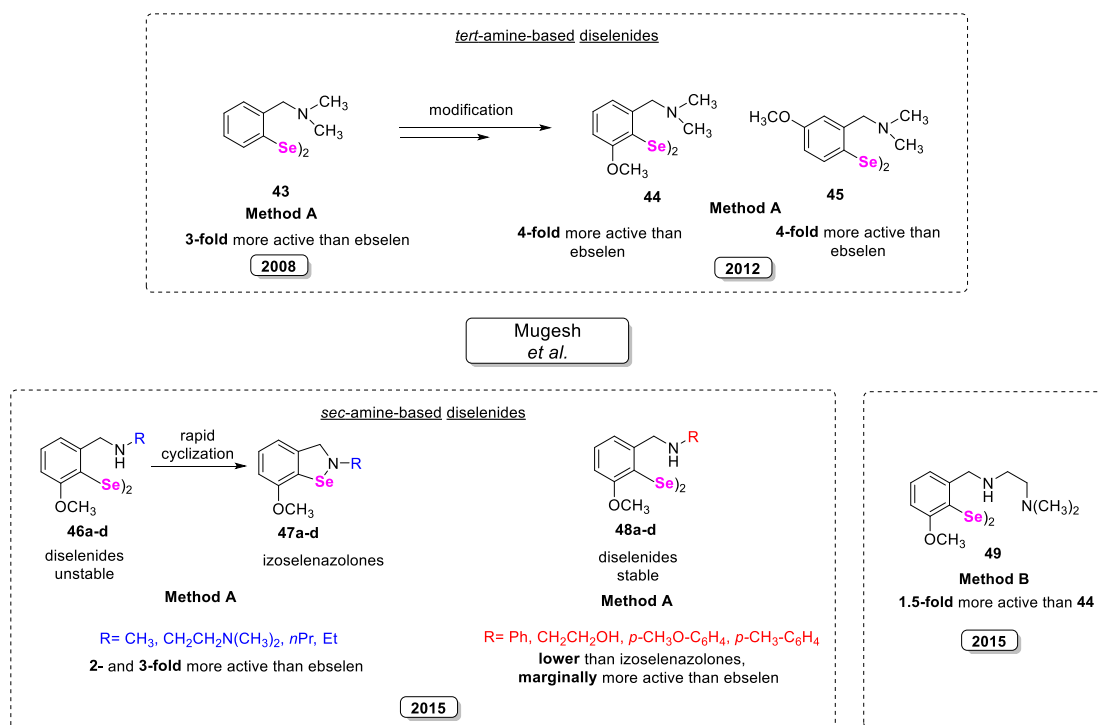 tert-amine-based diselenides
CH3
N
CH3
Se)2
43
Method A
3-fold more active than ebselen
2008
modification
CH3
N
CH3
Se)2
OCH3
44
4-fold more active than
ebselen
H3CO
CH3
N
CH3
Se)2
45
Method A
4-fold more active than
ebselen
2012
Mugesh
et al.
sec-amine-based diselenides
R
N
H
Se)2
OCH3
46a-d
diselenides
unstable
rapid
cyclization
N-R
Se
OCH3
47a-d
izoselenazolones
Method A
R= CH3, CH2CH2N(CH3)2, nPr, Et
2- and 3-fold more active than ebselen
R
N
H
Se)2
OCH3
48a-d
diselenides
stable
Method A
R= Ph, CH2CH2OH, p-CH3O-C6H4, p-CH3-C6H4
lower than izoselenazolones,
marginally more active than ebselen
2015
NH
N(CH3)2
Se)2
OCH3
49
Method B
1.5-fold more active than 44
2015